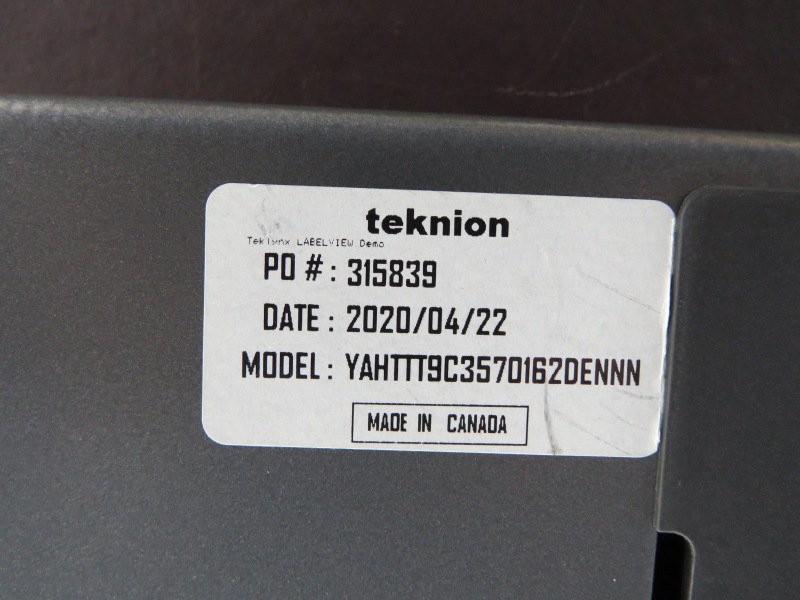 teknion
Teklynx LABELVIEW Demo
PO # : 315839
DATE : 2020/04/22
MODEL : YAHTTT9C3570162DENNN
MADE IN CANADA